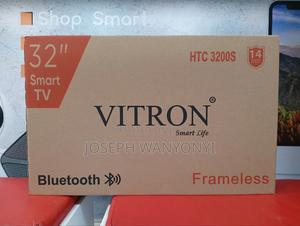 Shop Smart
32"
Smart
TV
HTC 3200S
14
VITRON®
Smart Life
JOSEPH WANYONYI
Bluetooth
Frameless